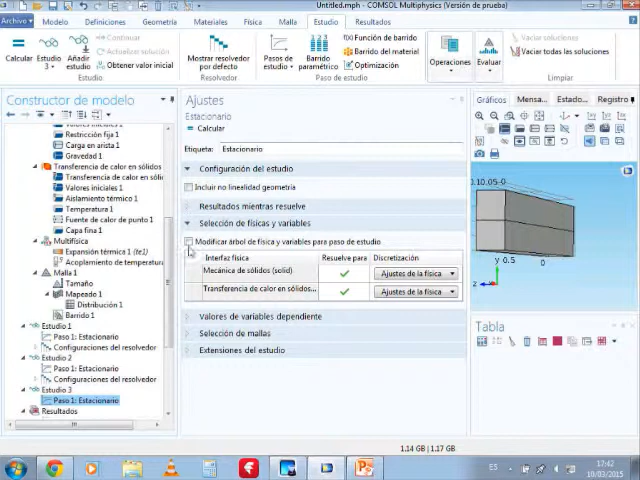 Untitled.mph - COMSOL Multiphysics (Versión de prueba)
Archivo
Modelo
Definiciones
Geometría
Materiales
Física
Malla
Estudio
Resultados
Calcular
Estudio
3
Añadir
estudio
Continuar
Actualización solución
Obtener valor inicial
Estudio
Mostrar resolvedor
por defecto
Resolvedor
Pasos de
estudio
Barrido
paramétrico
Función de barrido
Barrido del material
Optimización
Paso de estudio
Operaciones
Evaluar
Vaciar soluciones
Vaciar todas las soluciones
Limpiar
Constructor de modelo
Valores iniciales 1
Restricción fija 1
Carga en arista 1
Gravedad 1
Transferencia de calor en sólidos
Transferencia de calor en sólid
Valores iniciales 1
Aislamiento térmico 1
Temperatura 1
Fuente de calor de punto 1
Capa fina 1
Multifísica
Expansión térmica 1 (te1)
Acoplamiento de temperatura
Malla 1
Tamaño
Mapeado 1
Distribución 1
Barrido 1
Estudio 1
Paso 1: Estacionario
Configuraciones del resolvedor
Estudio 2
Paso 1: Estacionario
Configuraciones del resolvedor
Estudio 3
Paso 1: Estacionario
Resultados
Ajustes
Estacionario
Calcular
Etiqueta: Estacionario
Configuración del estudio
Incluir no linelidad geometría
Resultados mientras resuelve
Selección de físicas y variables
Modificar árbol de física y variables para paso de estudio
Interfaz física
Resuelve para
Discretización
Mecánica de sólidos (solid)
Ajustes de la física
Transferencia de calor en sólidos...
Ajustes de la física
Valores de variables dependiente
Selección de mallas
Extensiones del estudio
Gráficos
Mensa...
Estado...
Registro
0.10.05-0
y 0.5
0
z
Tabla
1.14 GB | 1.17 GB
ES
17:42
10/03/2015